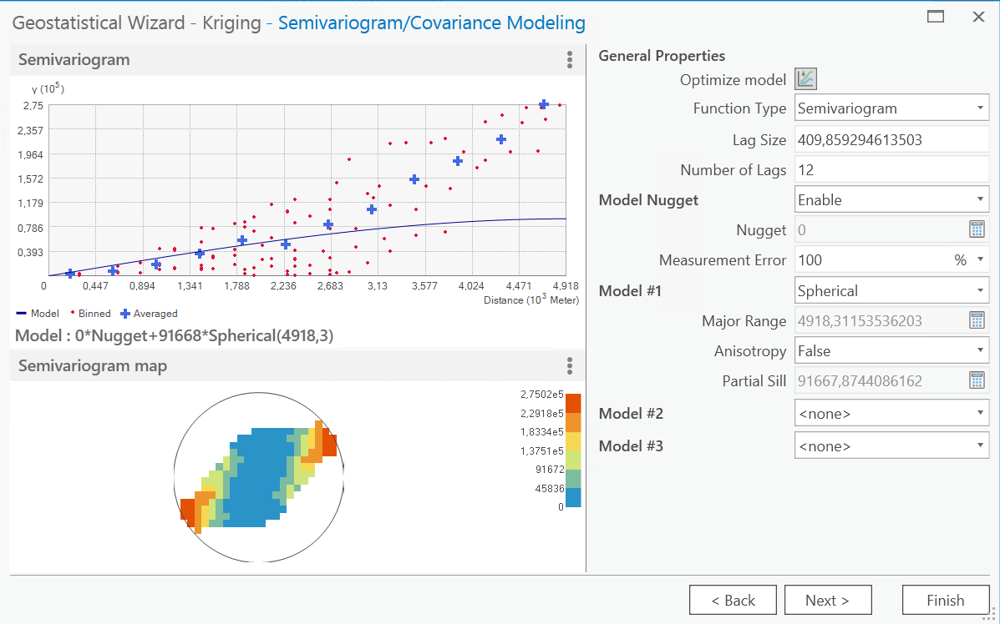 Geostatistical Wizard - Kriging - Semivariogram/Covariance Modeling
Semivariogram
γ (10⁵)
2,75
2,357
1,964
1,572
1,179
0,786
0,393
0 0,447 0,894 1,341 1,788 2,236 2,683 3,13 3,577 4,024 4,471 4,918
Distance (10³ Meter)
Model Binned Averaged
Model : 0*Nugget+91668*Spherical(4918,3)
Semivariogram map
2,7502e5
2,2918e5
1,8334e5
1,3751e5
91672
45836
0
General Properties
Optimize model
Function Type Semivariogram
Lag Size 409,859294613503
Number of Lags 12
Model Nugget Enable
Nugget 0
Measurement Error 100 %
Model #1 Spherical
Major Range 4918,31153536203
Anisotropy False
Partial Sill 91667,8744086162
Model #2 <none>
Model #3 <none>
< Back Next > Finish